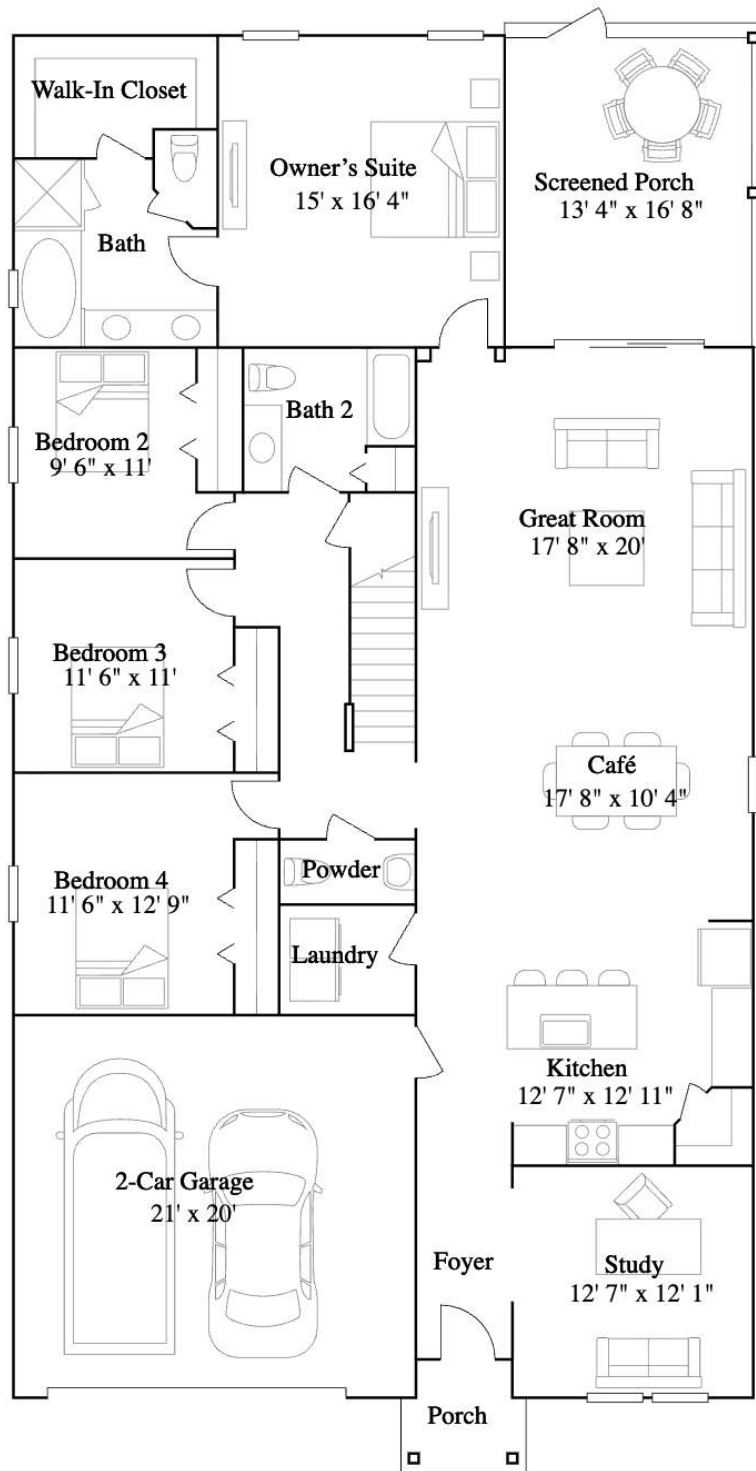 Walk-In Closet
Owner's Suite
15' x 16' 4"
Screened Porch
13' 4" x 16' 8"
Bath
Bedroom 2
9' 6" x 11'
Bath 2
Great Room
17' 8" x 20'
Bedroom 3
11' 6" x 11'
Café
17' 8" x 10' 4"
Bedroom 4
11' 6" x 12' 9"
Powder
Laundry
Kitchen
12' 7" x 12' 11"
2-Car Garage
21' x 20'
Foyer
Study
12' 7" x 12' 1"
Porch